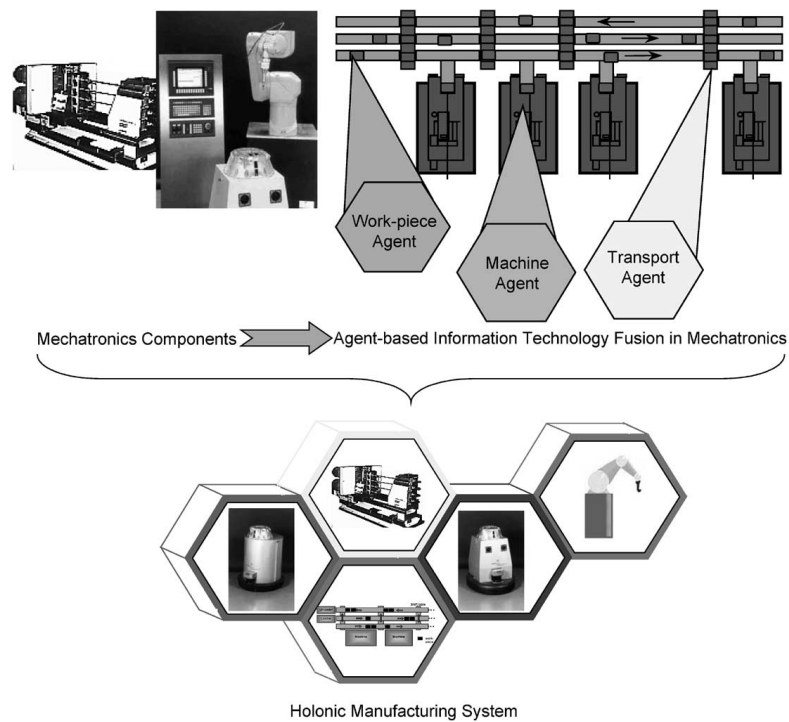 Work-piece
Agent
Machine
Agent
Transport
Agent
Mechatronics Components
Agent-based Information Technology Fusion in Mechatronics
Holonic Manufacturing System